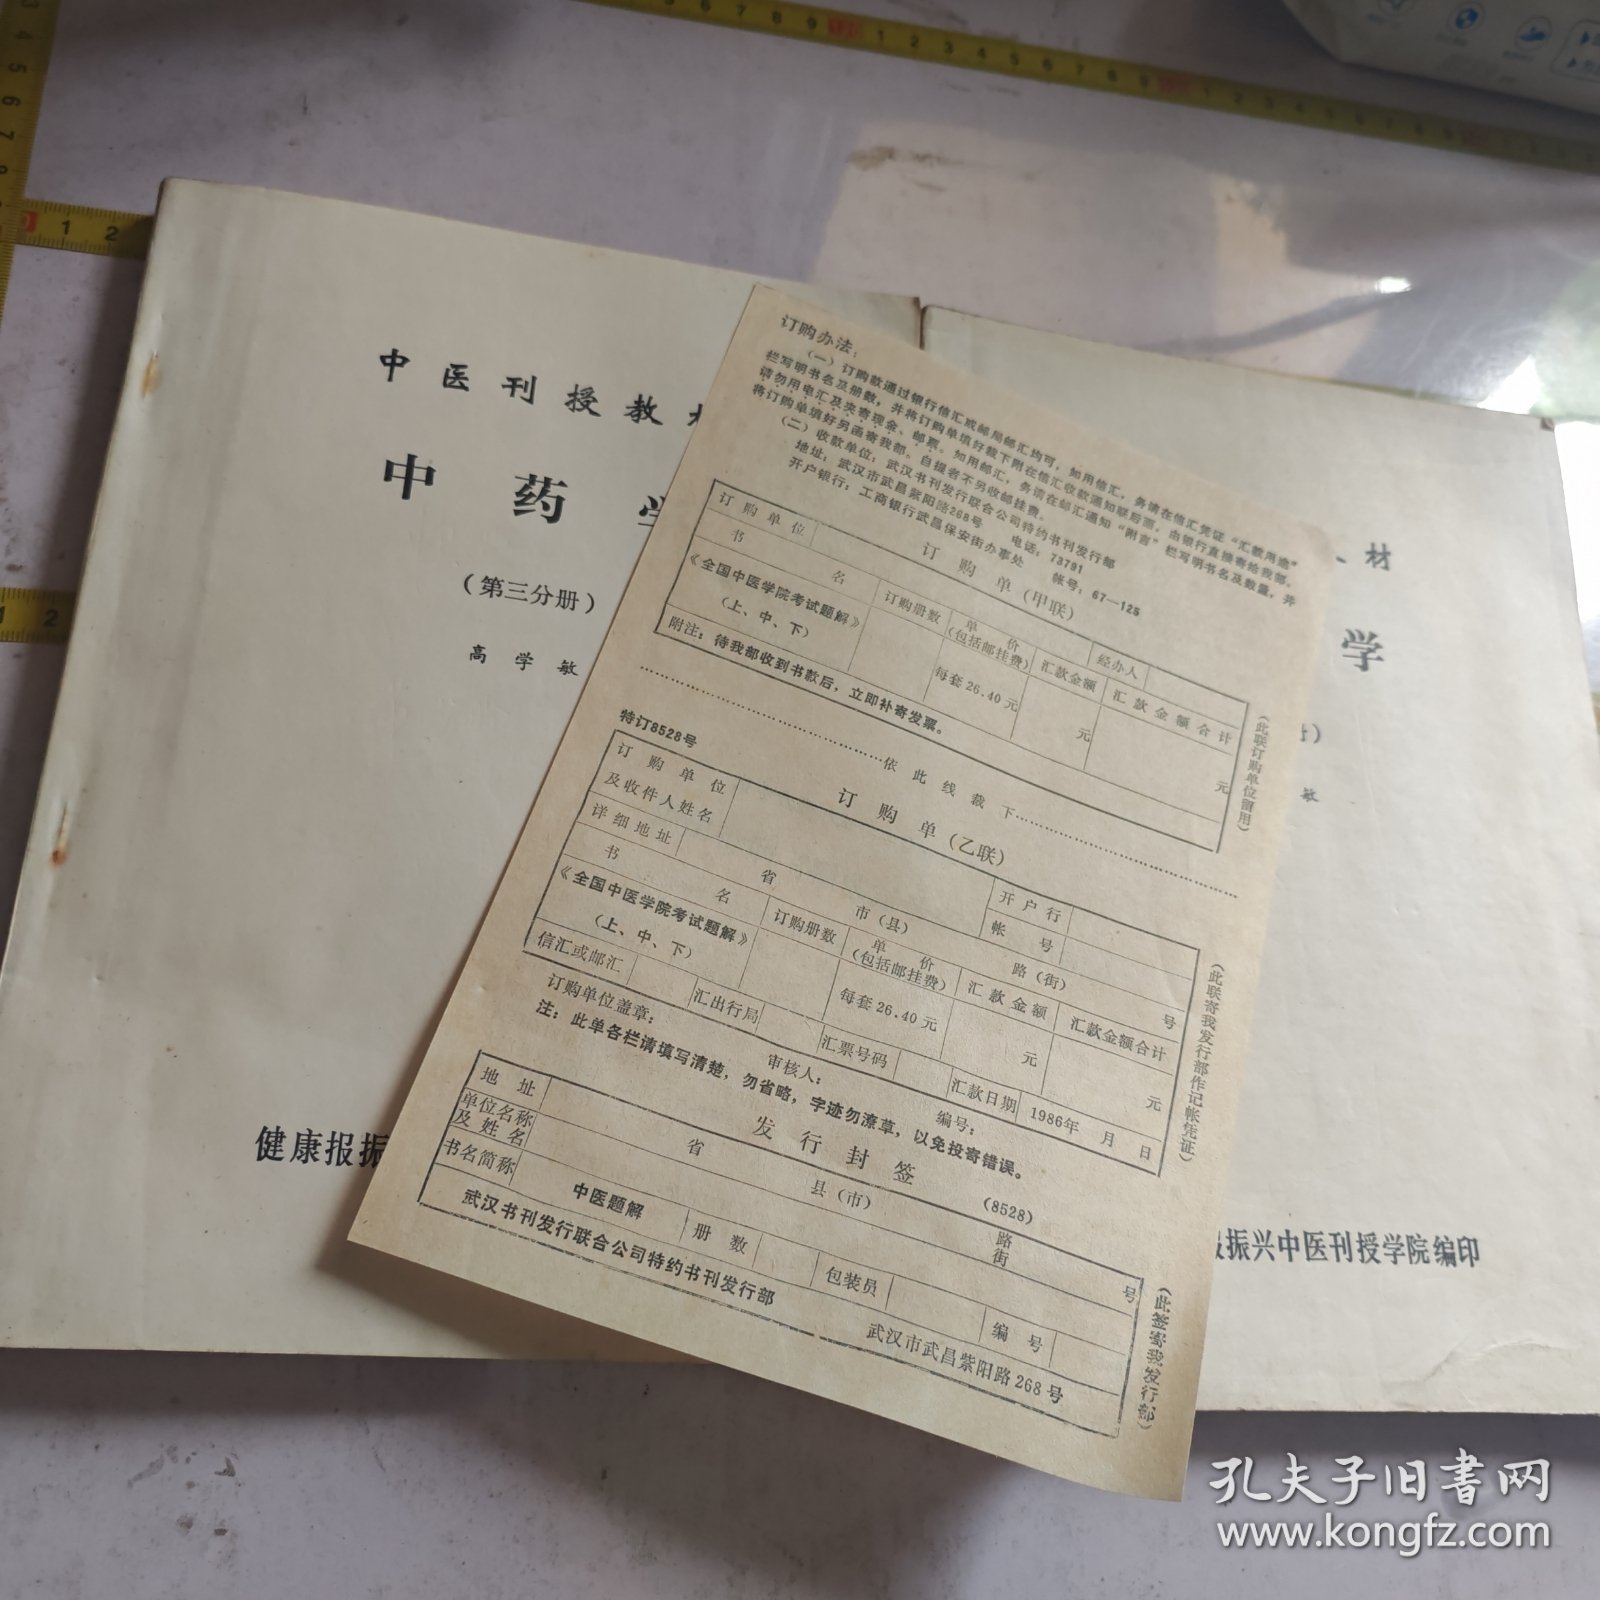 中医刊授教
中药学
（第三分册）
高学敏
健康报振
材
学
敏
振兴中医刊授学院编印
订购办法：
（一）订购款通过银行信汇或邮局邮汇均可，如用信汇，务请在信汇凭证“汇款用途”
栏写明书名及册数，并将订购单填好裁下附在信汇收款通知联后面，由银行直接寄给我部。
请勿用电汇及夹寄现金、邮票。如用邮汇，务请在邮汇通知“附言”栏写明书名及数量，并
将订购单填好另函寄我部。自提者不另收邮挂费。
（二）收款单位：武汉书刊发行联合公司特约书刊发行部
地址：武汉市武昌紫阳路268号 电话：73791
开户银行：工商银行武昌保安街办事处 帐号：67—125
订购单（甲联）
订购单位 经办人
书名 订购册数 单价（包括邮挂费） 汇款金额 汇款金额合计
《全国中医学院考试题解》（上、中、下） 每套26.40元 元 元
附注：待我部收到书款后，立即补寄发票。
（此联订购单位留用）
依此线裁下
特订8528号
订购单（乙联）
订购单位及收件人姓名 开户行
帐号
详细地址 省 市（县） 路（街） 号
书名 订购册数 单价（包括邮挂费） 汇款金额 汇款金额合计
《全国中医学院考试题解》（上、中、下） 每套26.40元 元 元
信汇或邮汇 汇出行局 汇票号码 汇款日期 1986年 月 日
订购单位盖章： 审核人： 编号：
注：此单各栏请填写清楚，勿省略，字迹勿潦草，以免投寄错误。
（此联寄我发行部作记帐凭证）
发行封签 （8528）
地址 省 县（市） 路街 号
单位名称及姓名
书名简称 中医题解 册数 包装员 编号
武汉书刊发行联合公司特约书刊发行部
武汉市武昌紫阳路268号
（此签寄我发行部）
孔夫子旧书网
www.kongfz.com